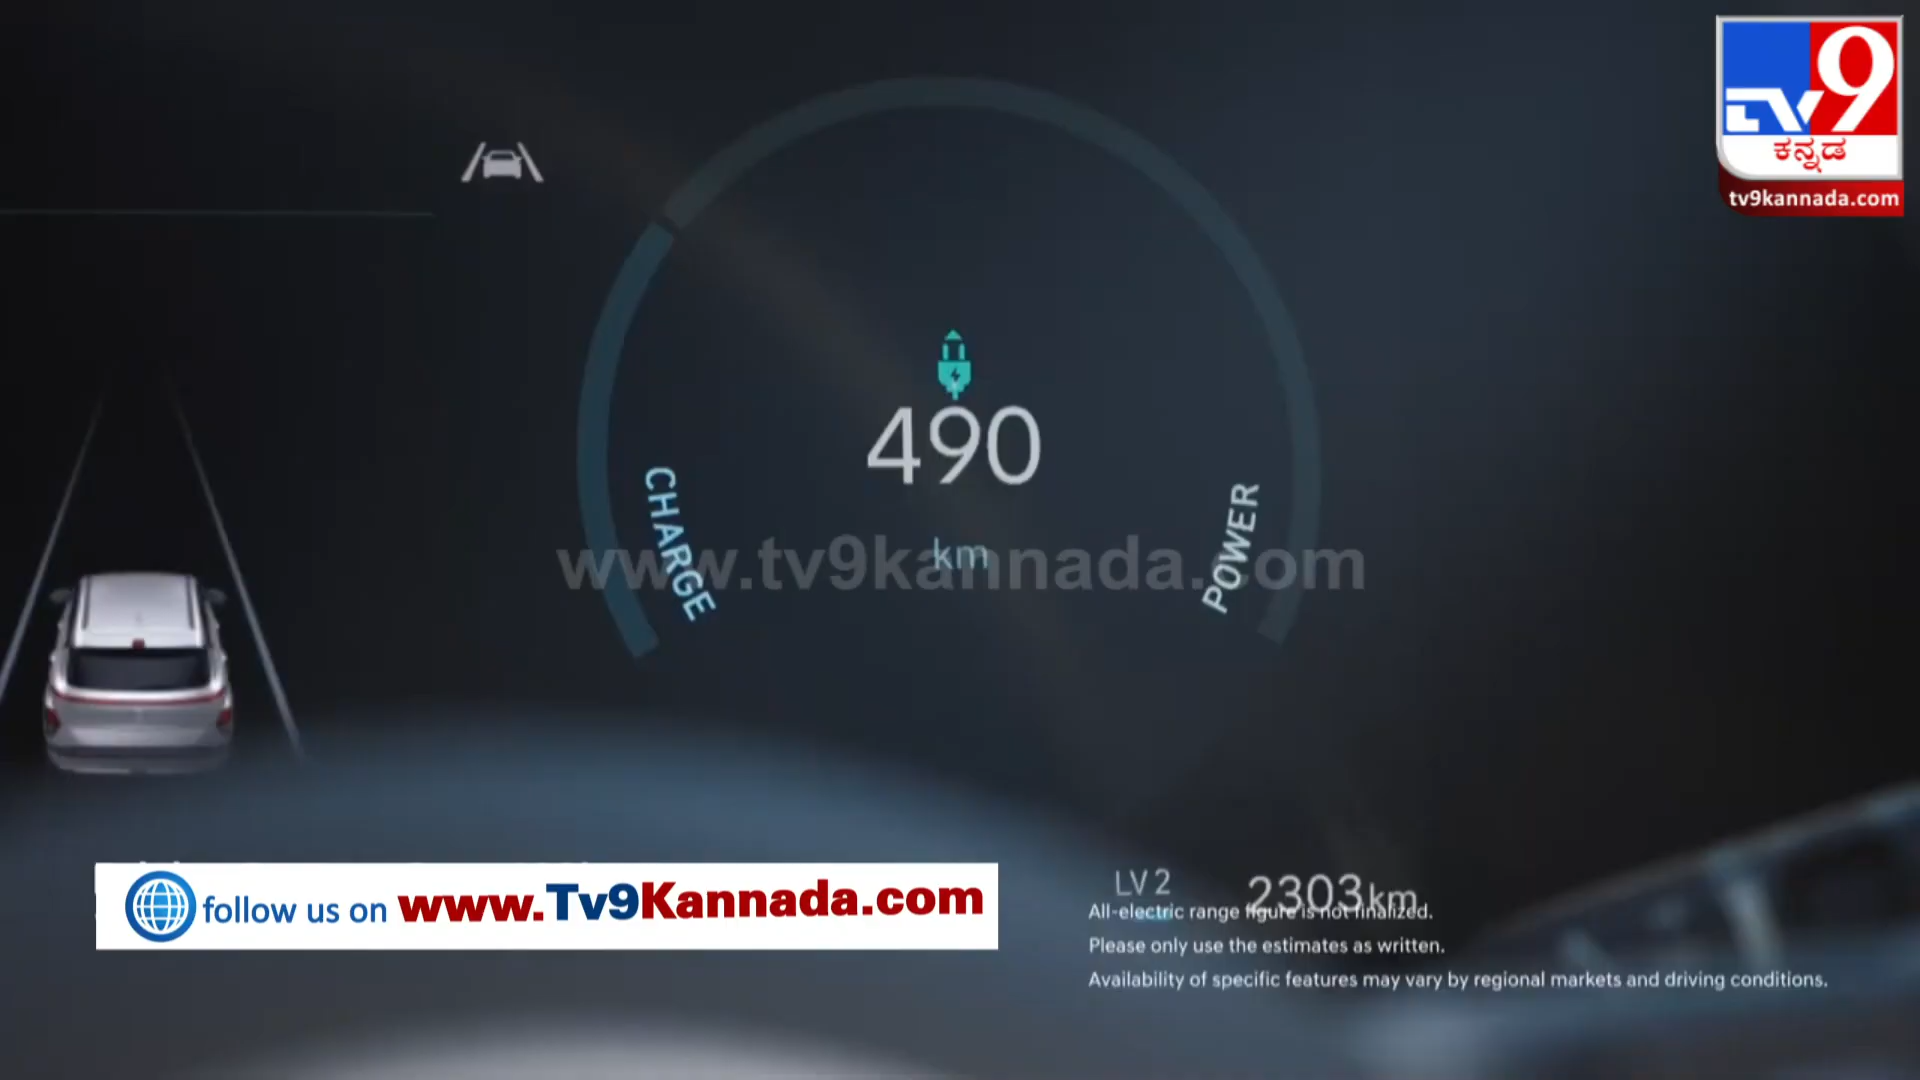 TV9
ಕನ್ನಡ
tv9kannada.com
490
km
CHARGE
POWER
www.tv9kannada.com
follow us on www.Tv9Kannada.com
LV 2
2303km
All-electric range figure is not finalized.
Please only use the estimates as written.
Availability of specific features may vary by regional markets and driving conditions.